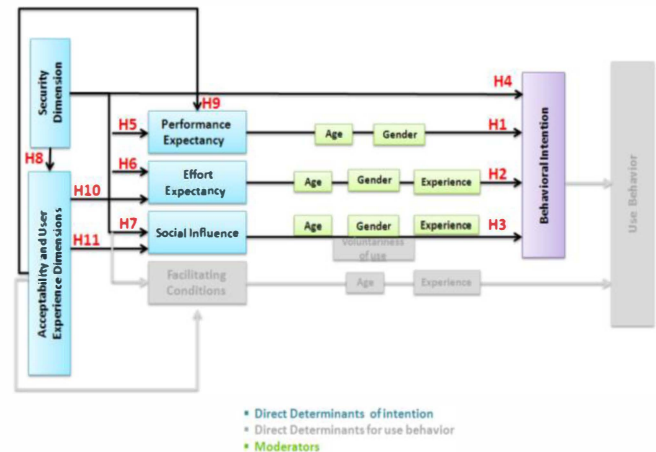 H4
Security
Dimension
H9
H5
Performance
Expectancy
Age
Gender
H1
H8
H6
Effort
Expectancy
Age
Gender
Experience
H2
H10
Acceptability and User
Experience Dimensions
H7
Social Influence
Age
Gender
Experience
H3
Voluntariness
of use
H11
Facilitating
Conditions
Age
Experience
Behavioral Intention
Use Behavior
▪ Direct Determinants of intention
▪ Direct Determinants for use behavior
▪ Moderators